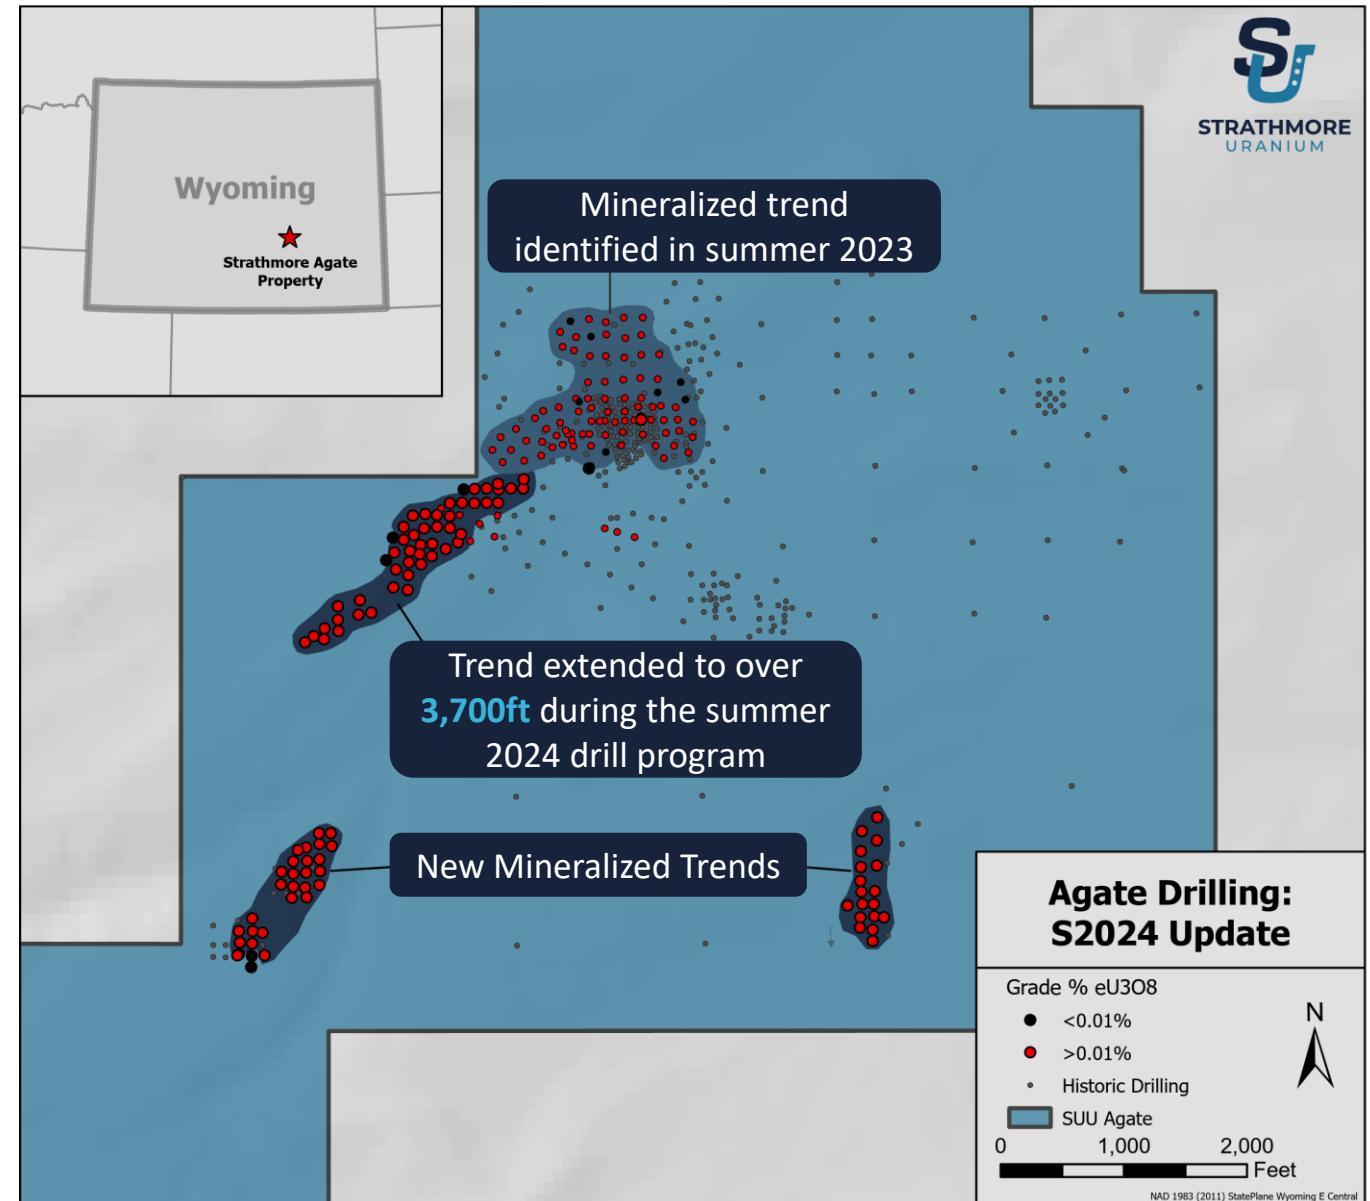 SU
STRATHMORE
URANIUM
Wyoming
Strathmore Agate
Property
Mineralized trend
identified in summer 2023
Trend extended to over
3,700ft during the summer
2024 drill program
New Mineralized Trends
Agate Drilling:
S2024 Update
Grade % eU3O8
<0.01%
>0.01%
Historic Drilling
SUU Agate
N
0 1,000 2,000
Feet
NAD 1983 (2011) StatePlane Wyoming E Central